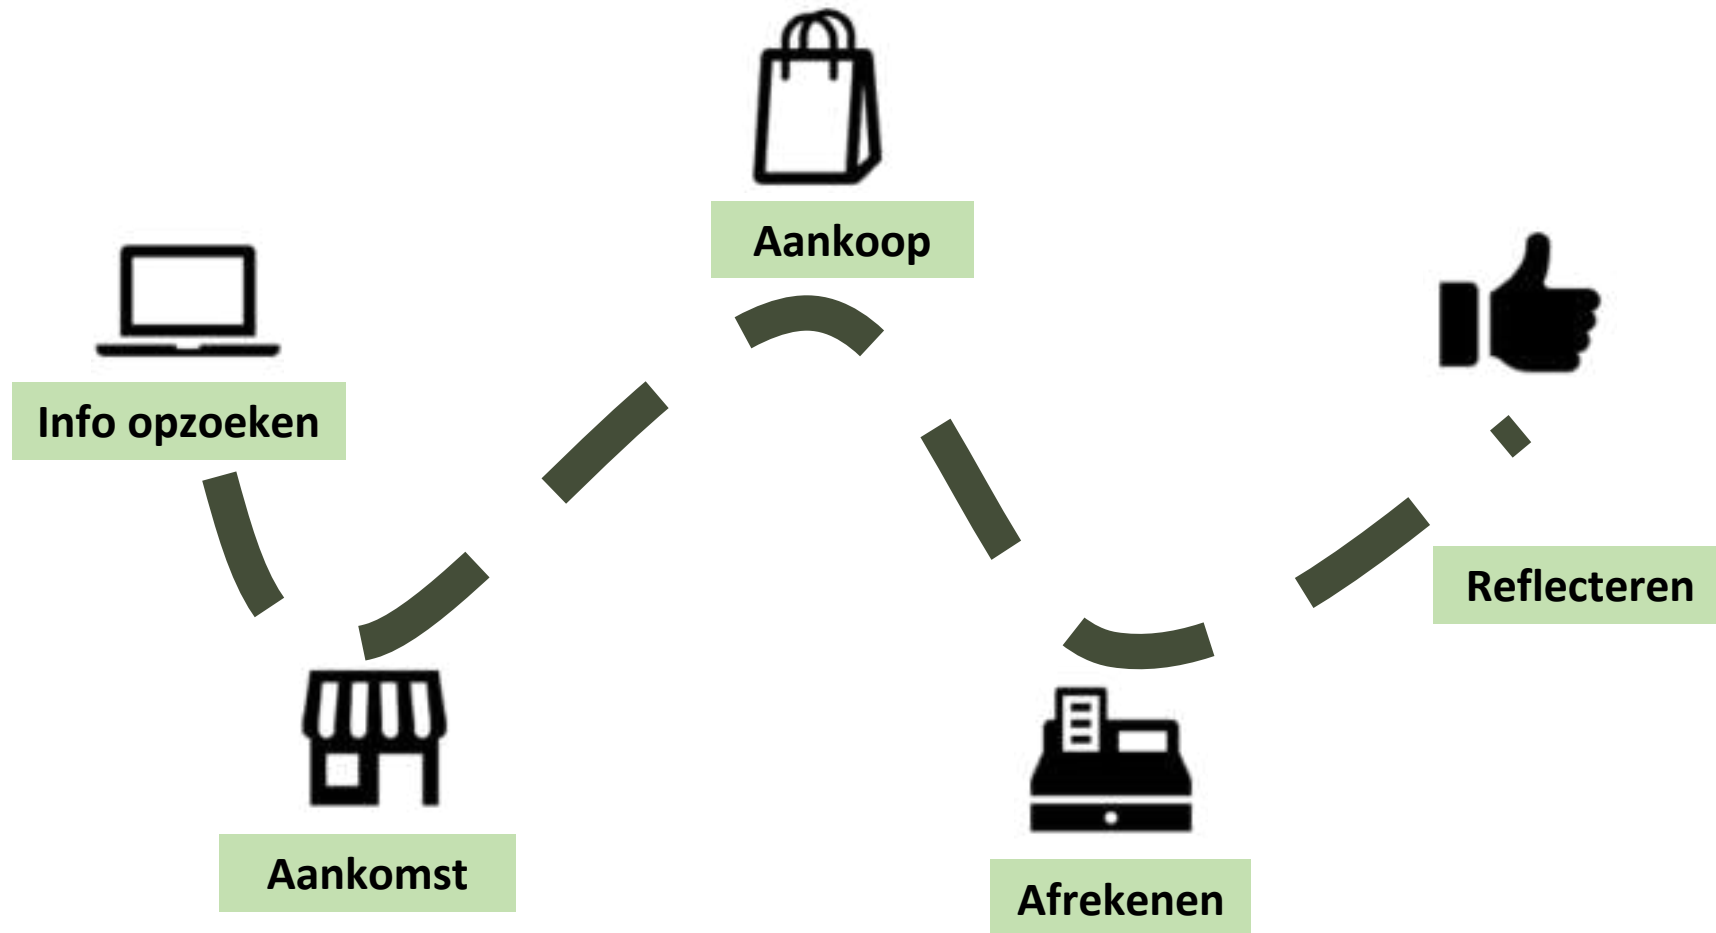 Info opzoeken
Aankomst
Aankoop
Afrekenen
Reflecteren